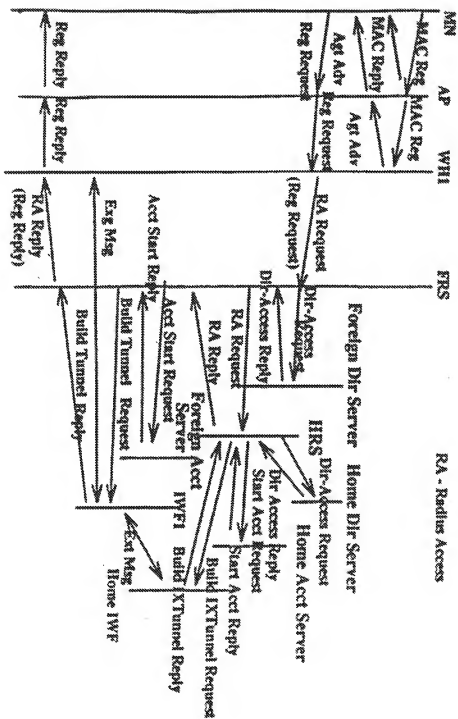 MN
AP
WH1
FRS
RA - Radius Access
MAC Reg
MAC Reply
Agt Adv
Reg Request
MAC Reg
Agt Adv
Reg Request
RA Request
(Reg Request)
Dir-Access
Request
Dir-Access Reply
Foreign Dir Server
RA Request
RA Reply
HRS
Dir-Access Request
Home Dir Server
Dir Access Reply
Start Acct Request
Home Acct Server
Start Acct Reply
Build IXTunnel Request
Build IXTunnel Reply
Acct Start Request
Acct Start Reply
Foreign Acct
Server
Build Tunnel Request
Build Tunnel Reply
IWF1
Home IWF
Exg Msg
Ext Msg
RA Reply
(Reg Reply)
Reg Reply
Reg Reply